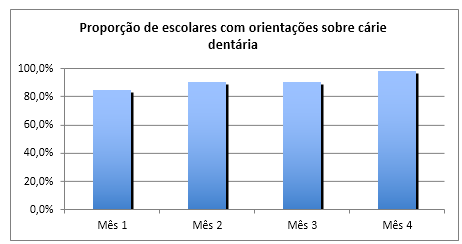 Proporção de escolares com orientações sobre cárie
dentária
100,0%
80,0%
60,0%
40,0%
20,0%
0,0%
Mês 1 Mês 2 Mês 3 Mês 4